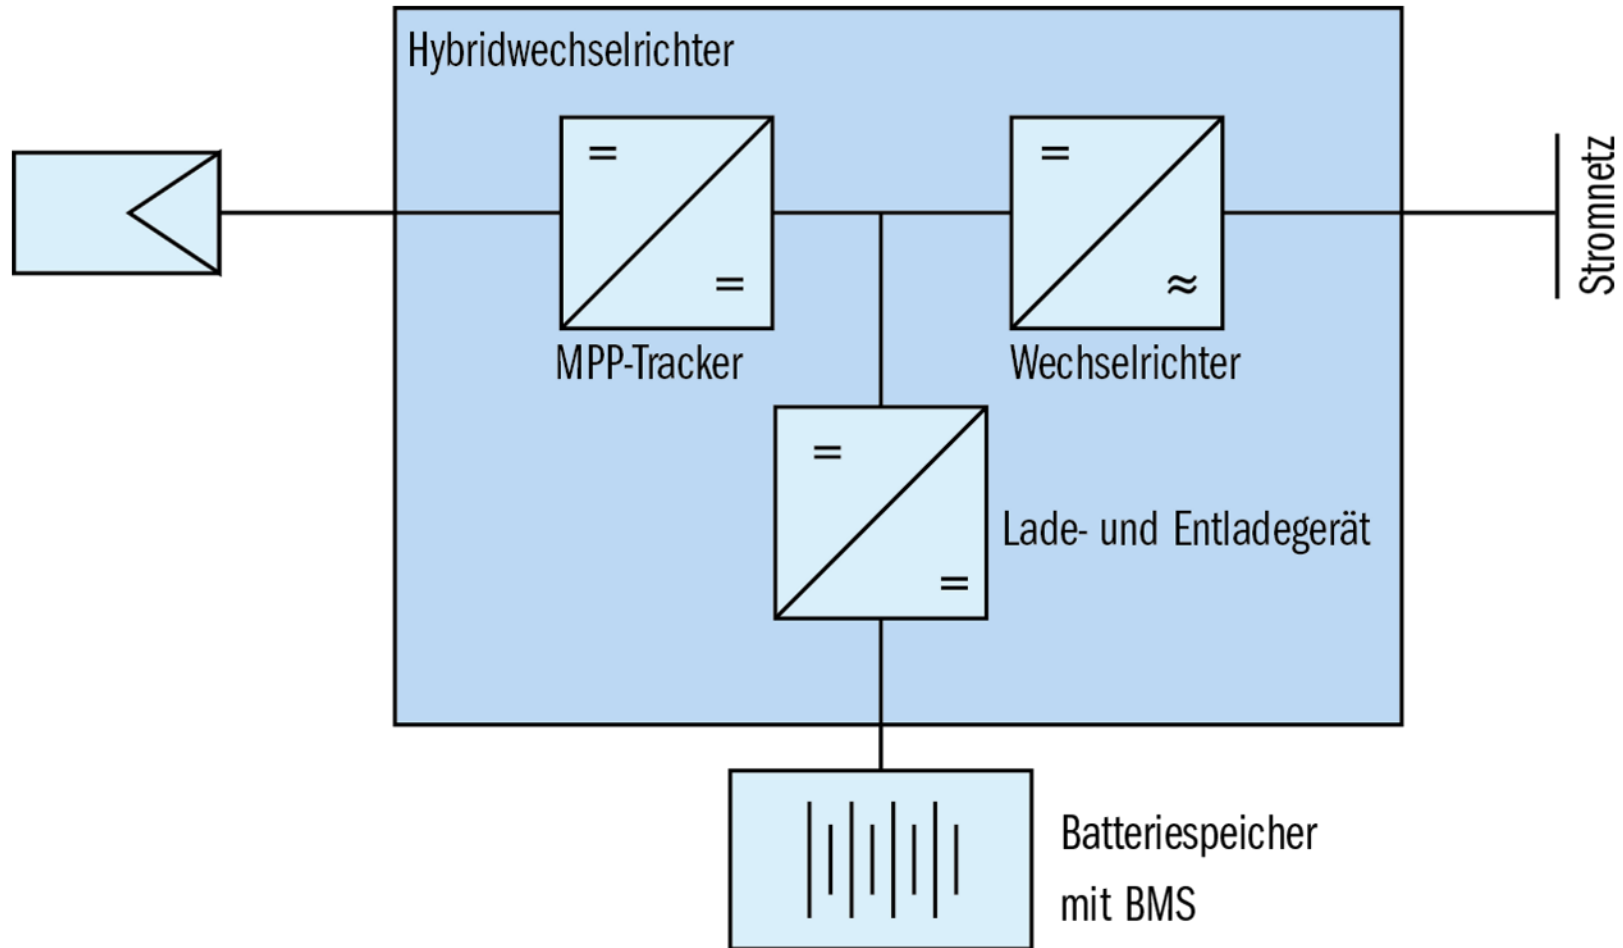 Hybridwechselrichter
=
=
MPP-Tracker
=
≈
Wechselrichter
Stromnetz
=
=
Lade- und Entladegerät
Batteriespeicher
mit BMS